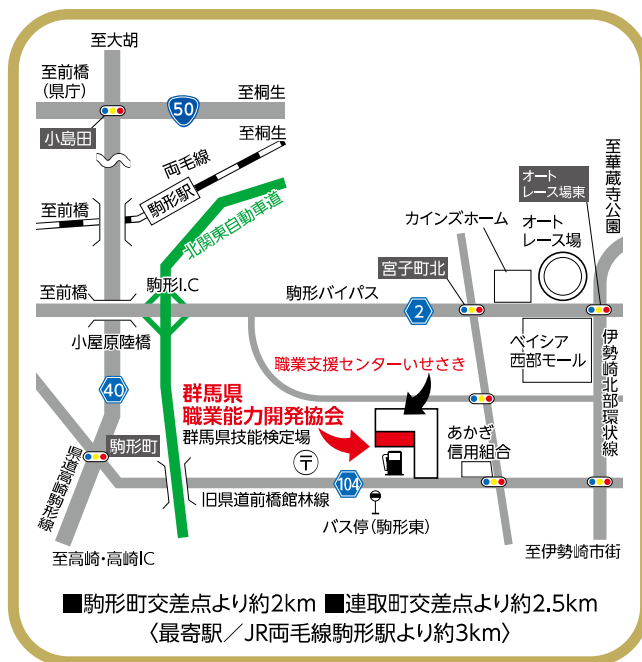 至大胡
至前橋
(県庁)
50
至桐生
小島田
至桐生
両毛線
駒形駅
至前橋
北関東自動車道
至華蔵寺公園
オート
レース場東
オート
レース場
カインズホーム
宮子町北
駒形I.C
至前橋
駒形バイパス
2
小屋原陸橋
ベイシア
西部モール
伊勢崎北部環状線
職業支援センターいせさき
40
群馬県
職業能力開発協会
群馬県技能検定場
駒形町
〒
あかぎ
信用組合
県道高崎駒形線
旧県道前橋館林線
104
バス停(駒形東)
至高崎・高崎IC
至伊勢崎市街
■駒形町交差点より約2km ■連取町交差点より約2.5km
〈最寄駅/JR両毛線駒形駅より約3km〉